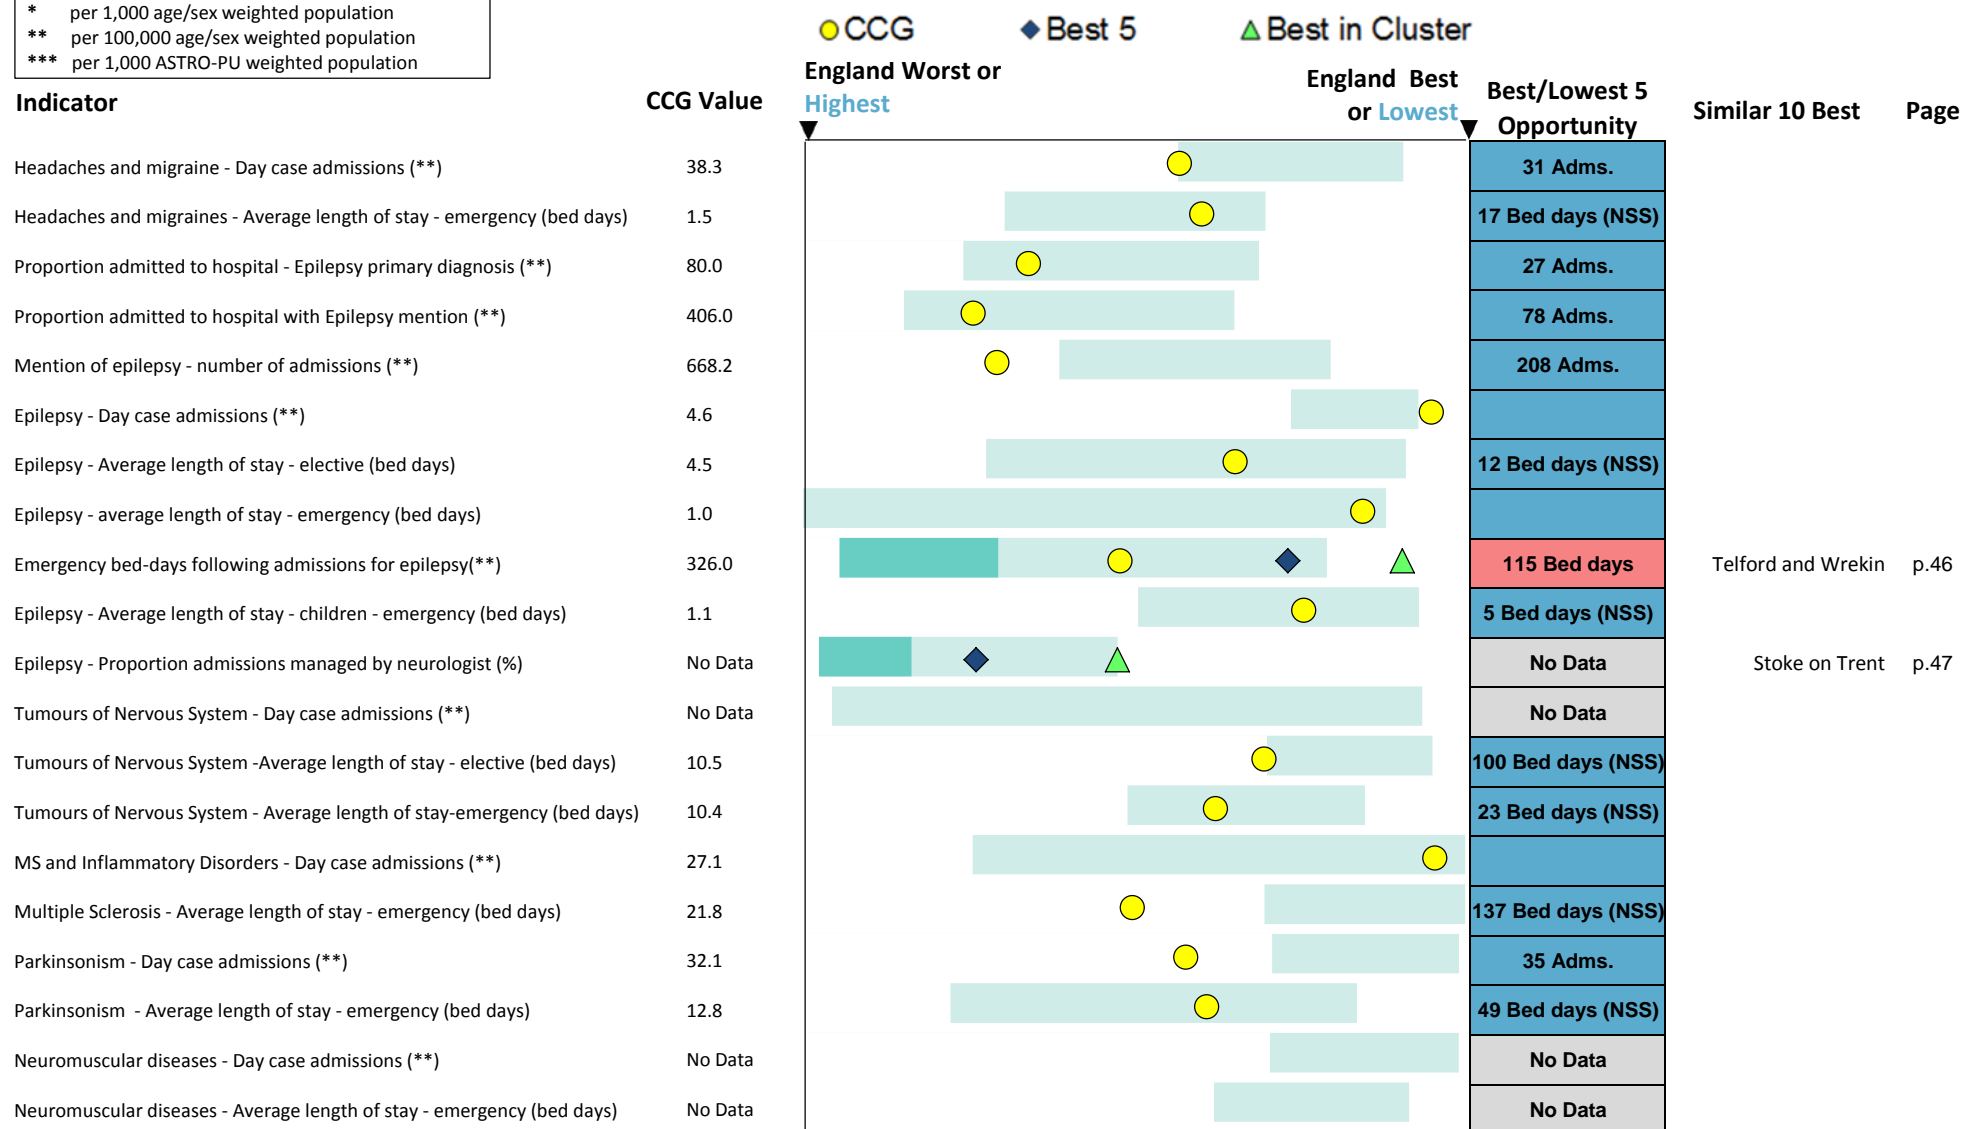 * per 1,000 age/sex weighted population
** per 100,000 age/sex weighted population
*** per 1,000 ASTRO-PU weighted population
CCG Best 5 Best in Cluster
Indicator CCG Value England Worst or Highest England Best or Lowest Best/Lowest 5 Opportunity Similar 10 Best Page
Headaches and migraine - Day case admissions (**) 38.3 31 Adms.
Headaches and migraines - Average length of stay - emergency (bed days) 1.5 17 Bed days (NSS)
Proportion admitted to hospital - Epilepsy primary diagnosis (**) 80.0 27 Adms.
Proportion admitted to hospital with Epilepsy mention (**) 406.0 78 Adms.
Mention of epilepsy - number of admissions (**) 668.2 208 Adms.
Epilepsy - Day case admissions (**) 4.6
Epilepsy - Average length of stay - elective (bed days) 4.5 12 Bed days (NSS)
Epilepsy - average length of stay - emergency (bed days) 1.0
Emergency bed-days following admissions for epilepsy(**) 326.0 115 Bed days Telford and Wrekin p.46
Epilepsy - Average length of stay - children - emergency (bed days) 1.1 5 Bed days (NSS)
Epilepsy - Proportion admissions managed by neurologist (%) No Data No Data Stoke on Trent p.47
Tumours of Nervous System - Day case admissions (**) No Data No Data
Tumours of Nervous System -Average length of stay - elective (bed days) 10.5 100 Bed days (NSS)
Tumours of Nervous System - Average length of stay-emergency (bed days) 10.4 23 Bed days (NSS)
MS and Inflammatory Disorders - Day case admissions (**) 27.1
Multiple Sclerosis - Average length of stay - emergency (bed days) 21.8 137 Bed days (NSS)
Parkinsonism - Day case admissions (**) 32.1 35 Adms.
Parkinsonism - Average length of stay - emergency (bed days) 12.8 49 Bed days (NSS)
Neuromuscular diseases - Day case admissions (**) No Data No Data
Neuromuscular diseases - Average length of stay - emergency (bed days) No Data No Data